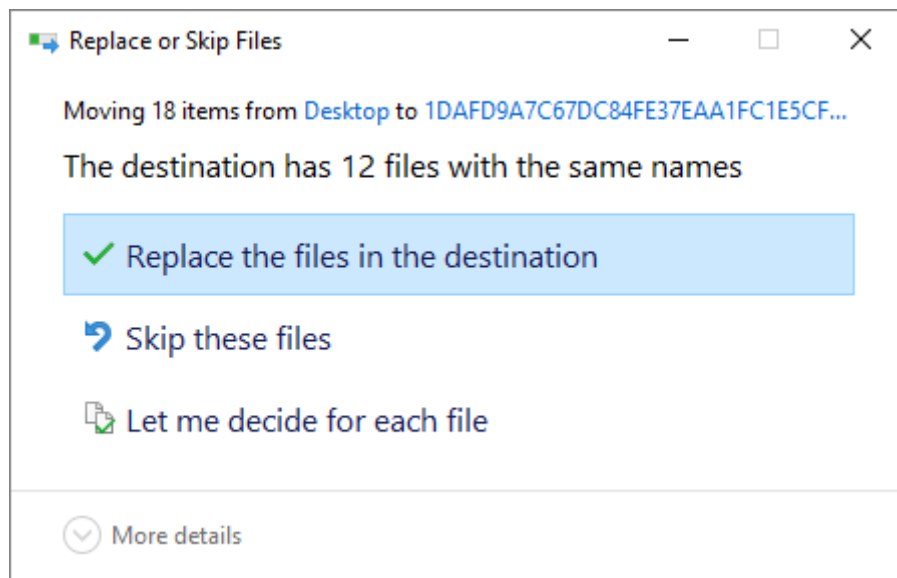 Replace or Skip Files
Moving 18 items from Desktop to 1DAFD9A7C67DC84FE37EAA1FC1E5CF...
The destination has 12 files with the same names
Replace the files in the destination
Skip these files
Let me decide for each file
More details